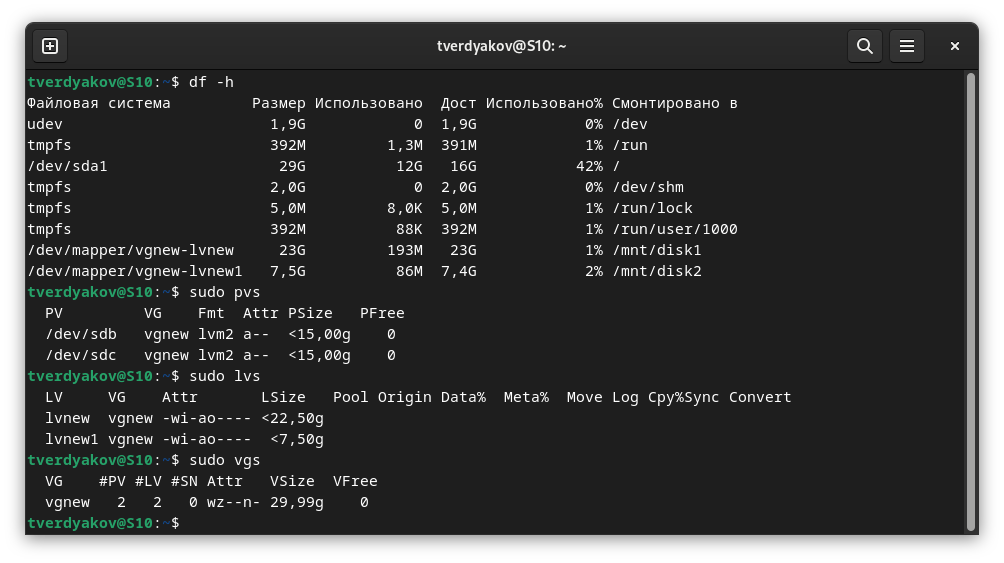 tverdyakov@S10: ~
tverdyakov@S10:~$ df -h
Файловая система         Размер Использовано  Дост Использовано% Смонтировано в
udev                       1,9G            0  1,9G            0% /dev
tmpfs                      392M         1,3M  391M            1% /run
/dev/sda1                   29G          12G   16G           42% /
tmpfs                      2,0G            0  2,0G            0% /dev/shm
tmpfs                      5,0M         8,0K  5,0M            1% /run/lock
tmpfs                      392M          88K  392M            1% /run/user/1000
/dev/mapper/vgnew-lvnew     23G         193M   23G            1% /mnt/disk1
/dev/mapper/vgnew-lvnew1   7,5G          86M  7,4G            2% /mnt/disk2
tverdyakov@S10:~$ sudo pvs
  PV         VG    Fmt  Attr PSize   PFree
  /dev/sdb   vgnew lvm2 a--  <15,00g    0
  /dev/sdc   vgnew lvm2 a--  <15,00g    0
tverdyakov@S10:~$ sudo lvs
  LV     VG    Attr       LSize   Pool Origin Data%  Meta%  Move Log Cpy%Sync Convert
  lvnew  vgnew -wi-ao---- <22,50g
  lvnew1 vgnew -wi-ao----  <7,50g
tverdyakov@S10:~$ sudo vgs
  VG    #PV #LV #SN Attr   VSize  VFree
  vgnew   2   2   0 wz--n- 29,99g    0
tverdyakov@S10:~$